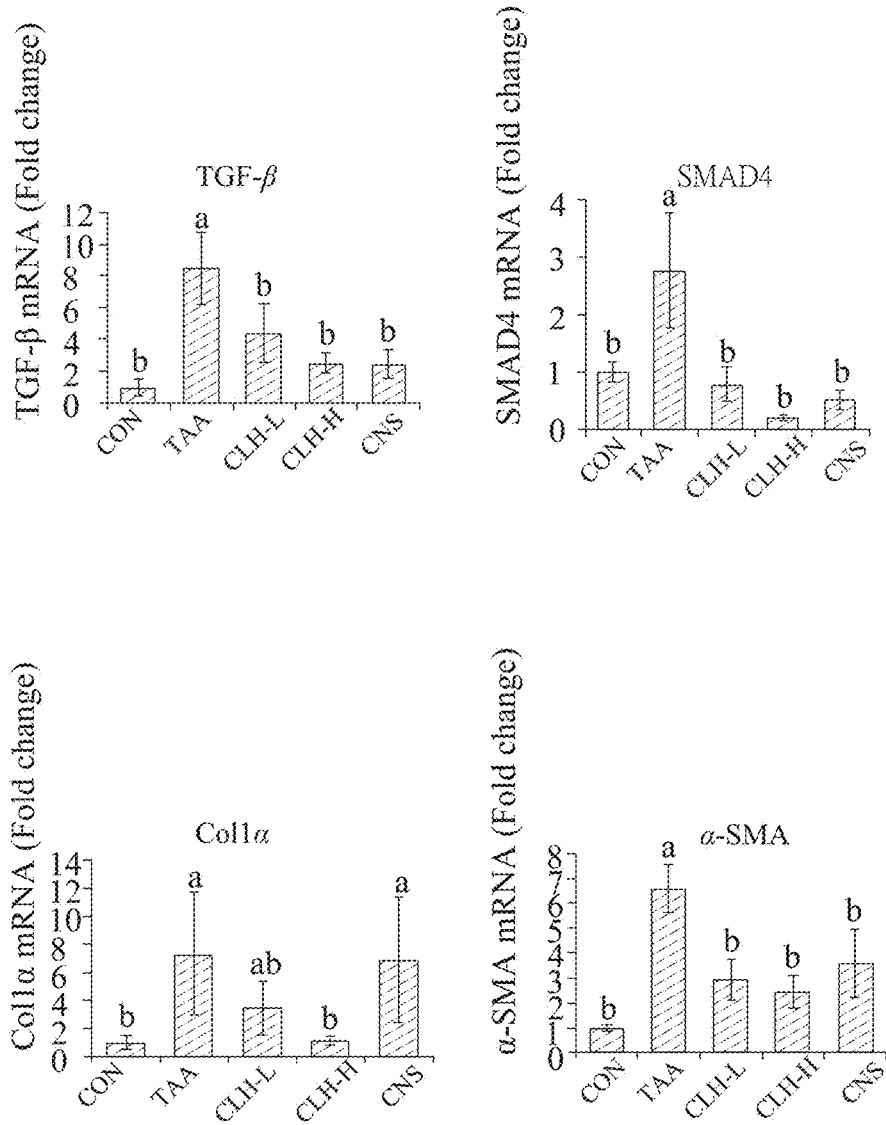 TGF-β mRNA (Fold change)
TGF-β
12
10
8
6
4
2
0
b
a
b
b
b
CON
TAA
CLH-L
CLH-H
CNS
SMAD4 mRNA (Fold change)
SMAD4
4
3
2
1
0
b
a
b
b
b
CON
TAA
CLH-L
CLH-H
CNS
Col1α mRNA (Fold change)
Col1α
14
12
10
8
6
4
2
0
b
a
ab
b
a
CON
TAA
CLH-L
CLH-H
CNS
α-SMA mRNA (Fold change)
α-SMA
8
7
6
5
4
3
2
1
0
b
a
b
b
b
CON
TAA
CLH-L
CLH-H
CNS